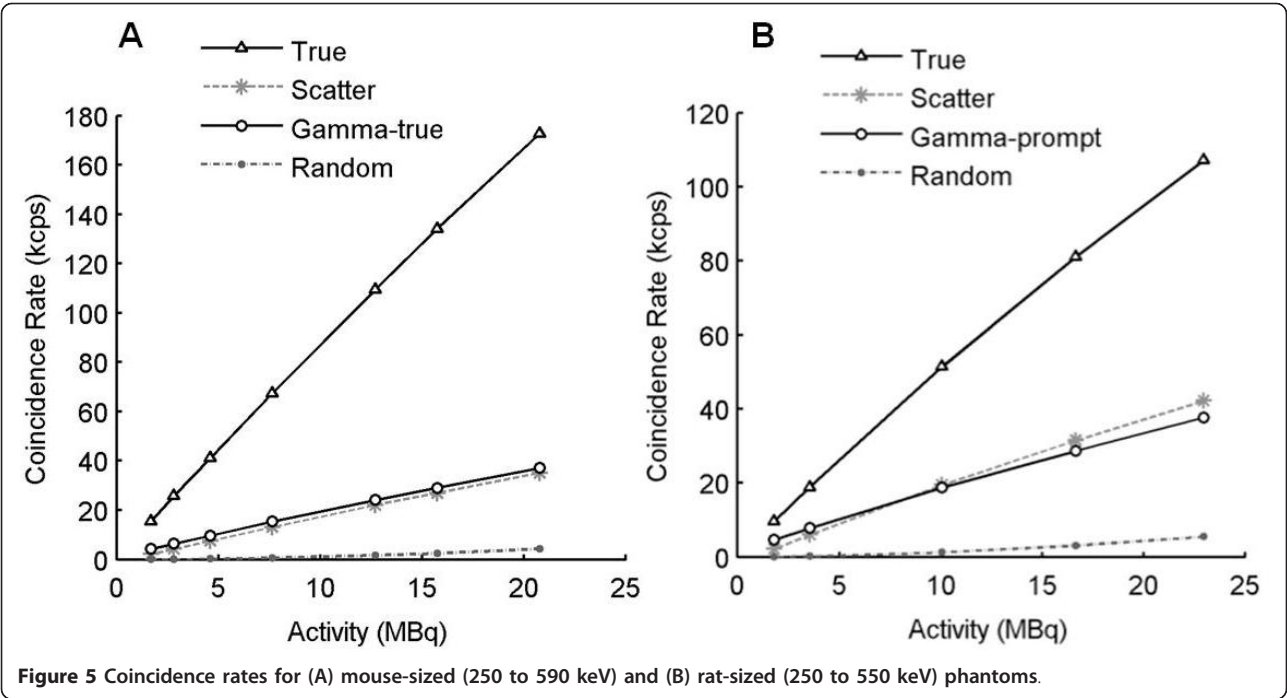 A
True
Scatter
Gamma-true
Random
180
160
140
120
100
80
60
40
20
0
0 5 10 15 20 25
Coincidence Rate (kcps)
Activity (MBq)
B
True
Scatter
Gamma-prompt
Random
120
100
80
60
40
20
0
0 5 10 15 20 25
Coincidence Rate (kcps)
Activity (MBq)
Figure 5 Coincidence rates for (A) mouse-sized (250 to 590 keV) and (B) rat-sized (250 to 550 keV) phantoms.